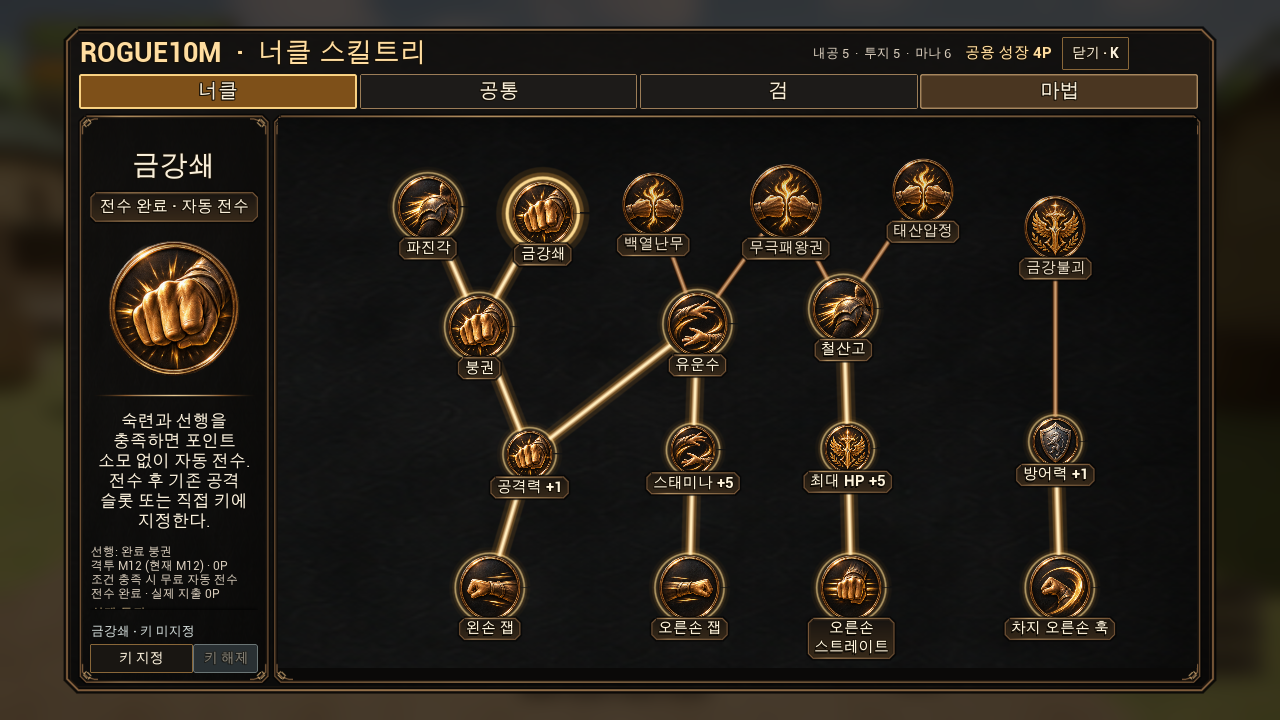 ROGUE10M · 너클 스킬트리
내공 5 · 투지 5 · 마나 6 공용 성장 4P 닫기 · K
너클 공통 검 마법
금강쇄
전수 완료 · 자동 전수
숙련과 선행을
충족하면 포인트
소모 없이 자동 전수.
전수 후 기존 공격
슬롯 또는 직접 키에
지정한다.
선행: 완료 붕권
격투 M12 (현재 M12) · 0P
조건 충족 시 무료 자동 전수
전수 완료 · 실제 지출 0P
금강쇄 · 키 미지정
키 지정 키 해제
파진각 금강쇄 백열난무 무극패왕권 태산압정
금강불괴
붕권 유운수 철산고
공격력 +1 스태미나 +5 최대 HP +5 방어력 +1
왼손 잽 오른손 잽 오른손
스트레이트 차지 오른손 훅